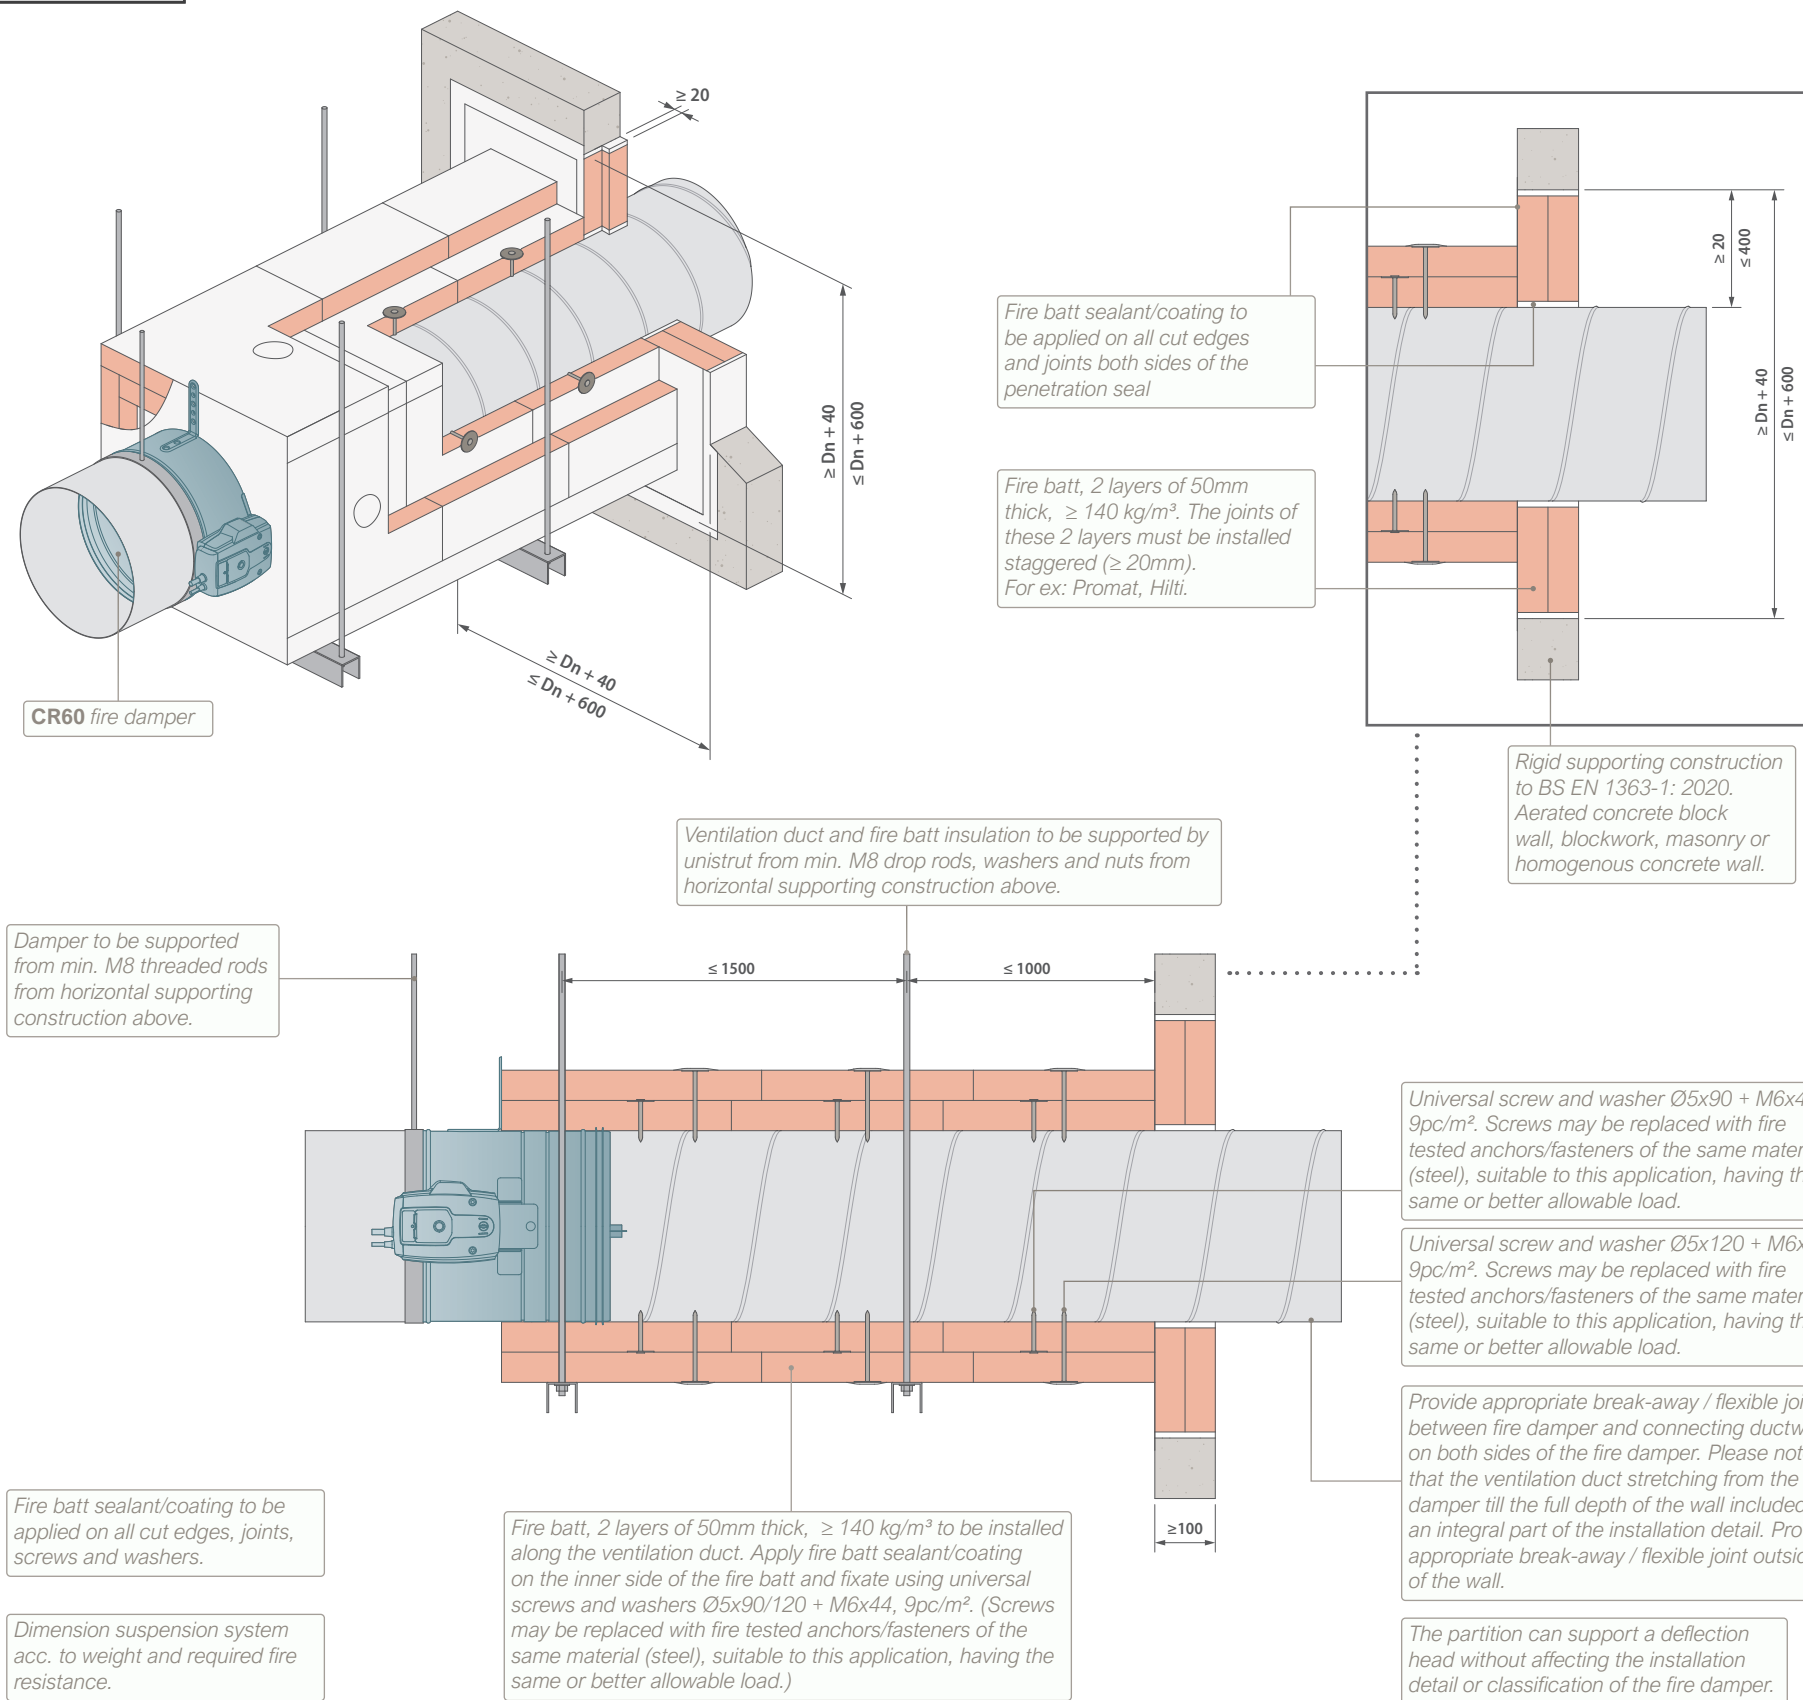 ≥ 20
≥ Dn + 40
≤ Dn + 600
≥ Dn + 40
≤ Dn + 600
CR60 fire damper
Fire batt sealant/coating to
be applied on all cut edges
and joints both sides of the
penetration seal
Fire batt, 2 layers of 50mm
thick, ≥ 140 kg/m³. The joints of
these 2 layers must be installed
staggered (≥ 20mm).
For ex: Promat, Hilti.
≥ 20
≤ 400
≥ Dn + 40
≤ Dn + 600
Rigid supporting construction
to BS EN 1363-1: 2020.
Aerated concrete block
wall, blockwork, masonry or
homogenous concrete wall.
Ventilation duct and fire batt insulation to be supported by
unistrut from min. M8 drop rods, washers and nuts from
horizontal supporting construction above.
Damper to be supported
from min. M8 threaded rods
from horizontal supporting
construction above.
≤ 1500
≤ 1000
Universal screw and washer Ø5x90 +
9pc/m². Screws may be replaced with fire
tested anchors/fasteners of the same
(steel), suitable to this application, having
same or better allowable load.
Universal screw and washer Ø5x120 +
9pc/m². Screws may be replaced with fire
tested anchors/fasteners of the same
(steel), suitable to this application, having
same or better allowable load.
Provide appropriate break-away / flexible
between fire damper and connecting
on both sides of the fire damper. Please
that the ventilation duct stretching from the
damper till the full depth of the wall included
an integral part of the installation detail.
appropriate break-away / flexible joint
of the wall.
≥100
Fire batt sealant/coating to be
applied on all cut edges, joints,
screws and washers.
Fire batt, 2 layers of 50mm thick, ≥ 140 kg/m³ to be installed
along the ventilation duct. Apply fire batt sealant/coating
on the inner side of the fire batt and fixate using universal
screws and washers Ø5x90/120 + M6x44, 9pc/m². (Screws
may be replaced with fire tested anchors/fasteners of the
same material (steel), suitable to this application, having the
same or better allowable load.)
Dimension suspension system
acc. to weight and required fire
resistance.
The partition can support a deflection
head without affecting the installation
detail or classification of the fire damper.